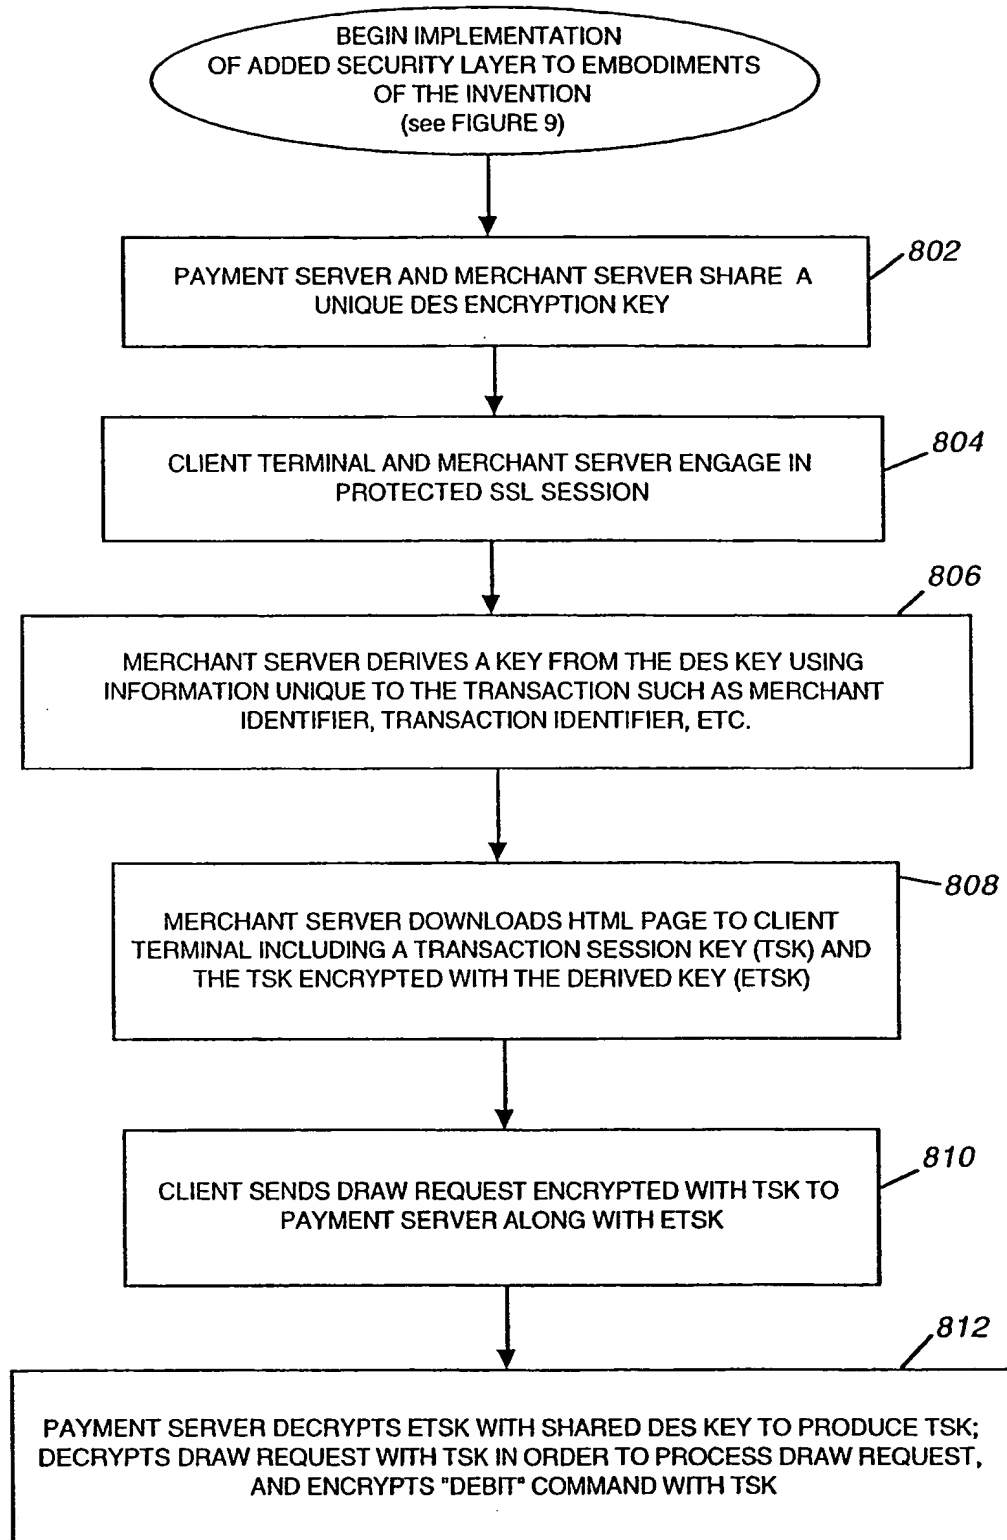 BEGIN IMPLEMENTATION
OF ADDED SECURITY LAYER TO EMBODIMENTS
OF THE INVENTION
(see FIGURE 9)
PAYMENT SERVER AND MERCHANT SERVER SHARE A
UNIQUE DES ENCRYPTION KEY
802
CLIENT TERMINAL AND MERCHANT SERVER ENGAGE IN
PROTECTED SSL SESSION
804
806
MERCHANT SERVER DERIVES A KEY FROM THE DES KEY USING
INFORMATION UNIQUE TO THE TRANSACTION SUCH AS MERCHANT
IDENTIFIER, TRANSACTION IDENTIFIER, ETC.
808
MERCHANT SERVER DOWNLOADS HTML PAGE TO CLIENT
TERMINAL INCLUDING A TRANSACTION SESSION KEY (TSK) AND
THE TSK ENCRYPTED WITH THE DERIVED KEY (ETSK)
810
CLIENT SENDS DRAW REQUEST ENCRYPTED WITH TSK TO
PAYMENT SERVER ALONG WITH ETSK
812
PAYMENT SERVER DECRYPTS ETSK WITH SHARED DES KEY TO PRODUCE TSK;
DECRYPTS DRAW REQUEST WITH TSK IN ORDER TO PROCESS DRAW REQUEST,
AND ENCRYPTS "DEBIT" COMMAND WITH TSK